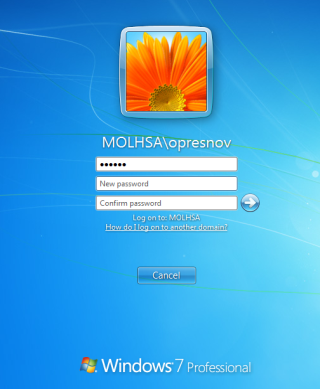 MOLHSA\opresnov
••••••
New password
Confirm password
Log on to: MOLHSA
How do I log on to another domain?
Cancel
Windows 7 Professional